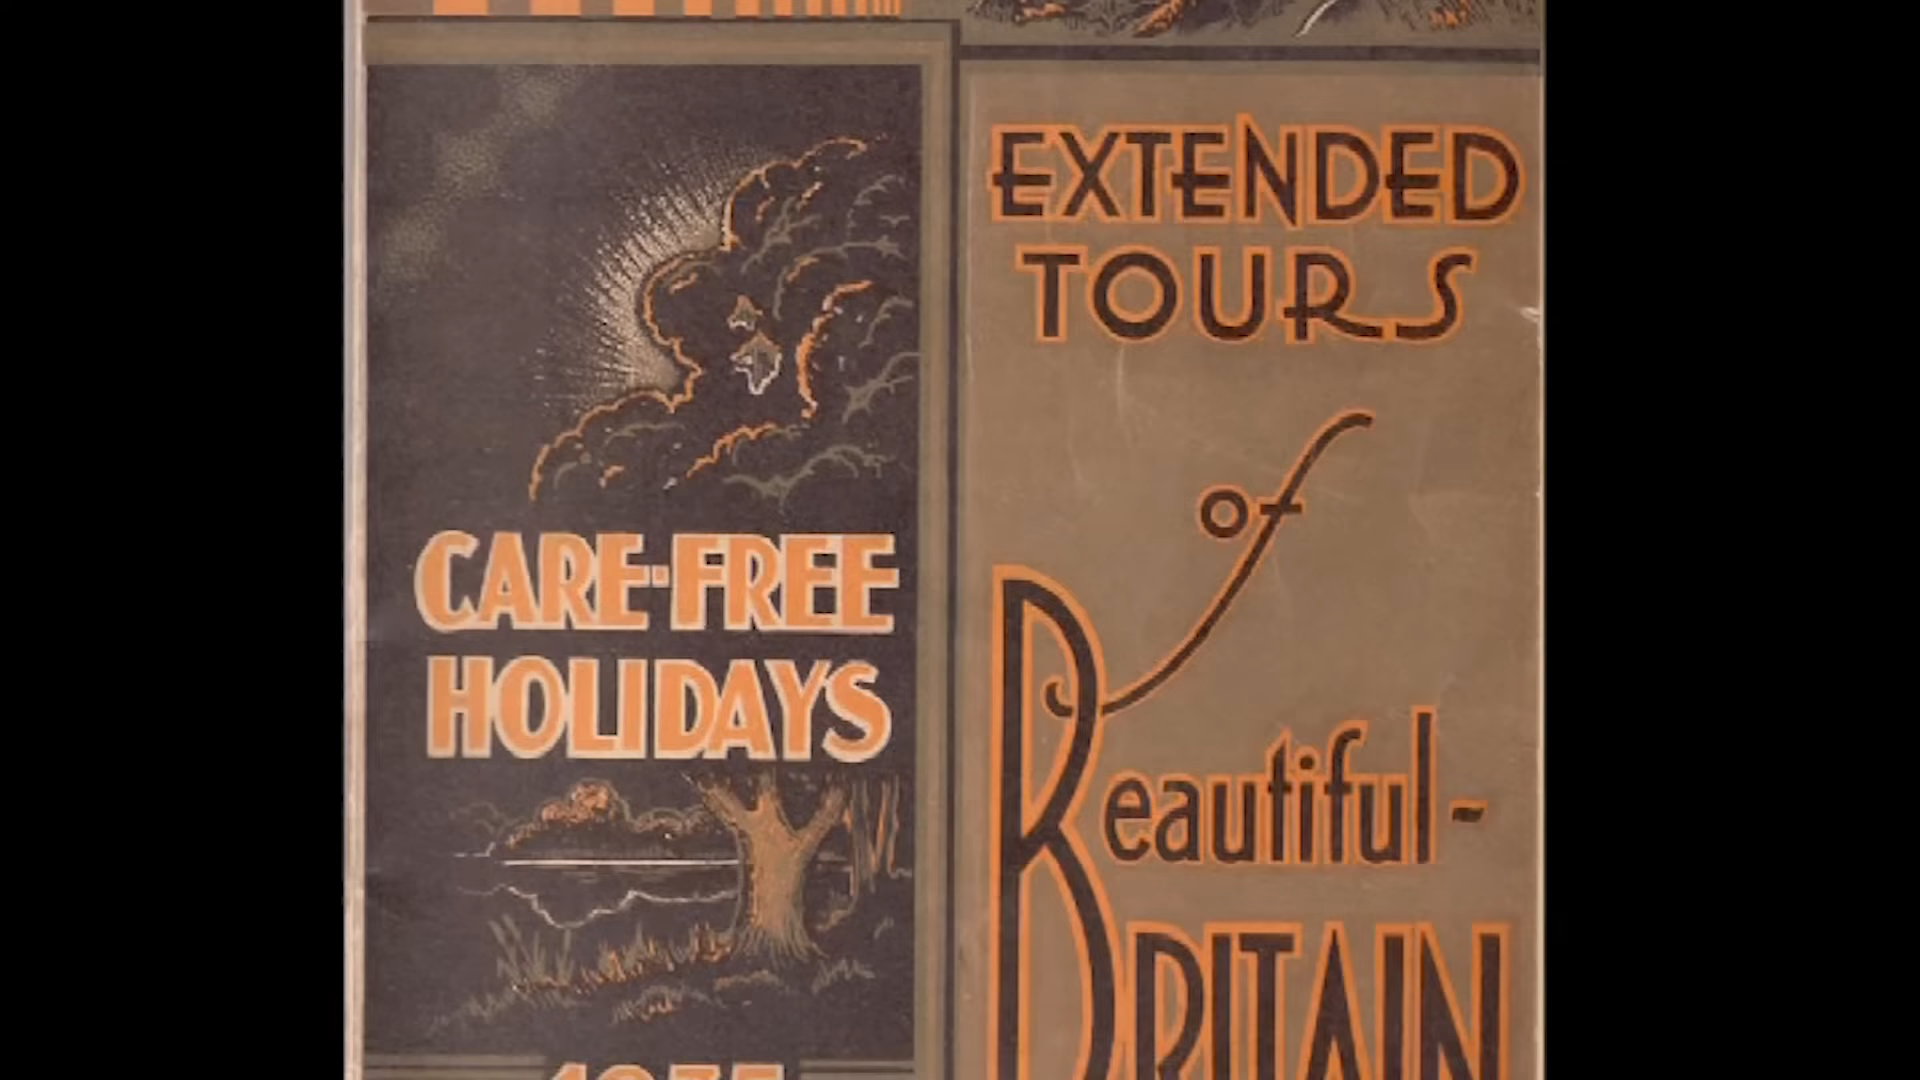 CARE-FREE
HOLIDAYS
EXTENDED
TOURS
of
Beautiful-
BRITAIN